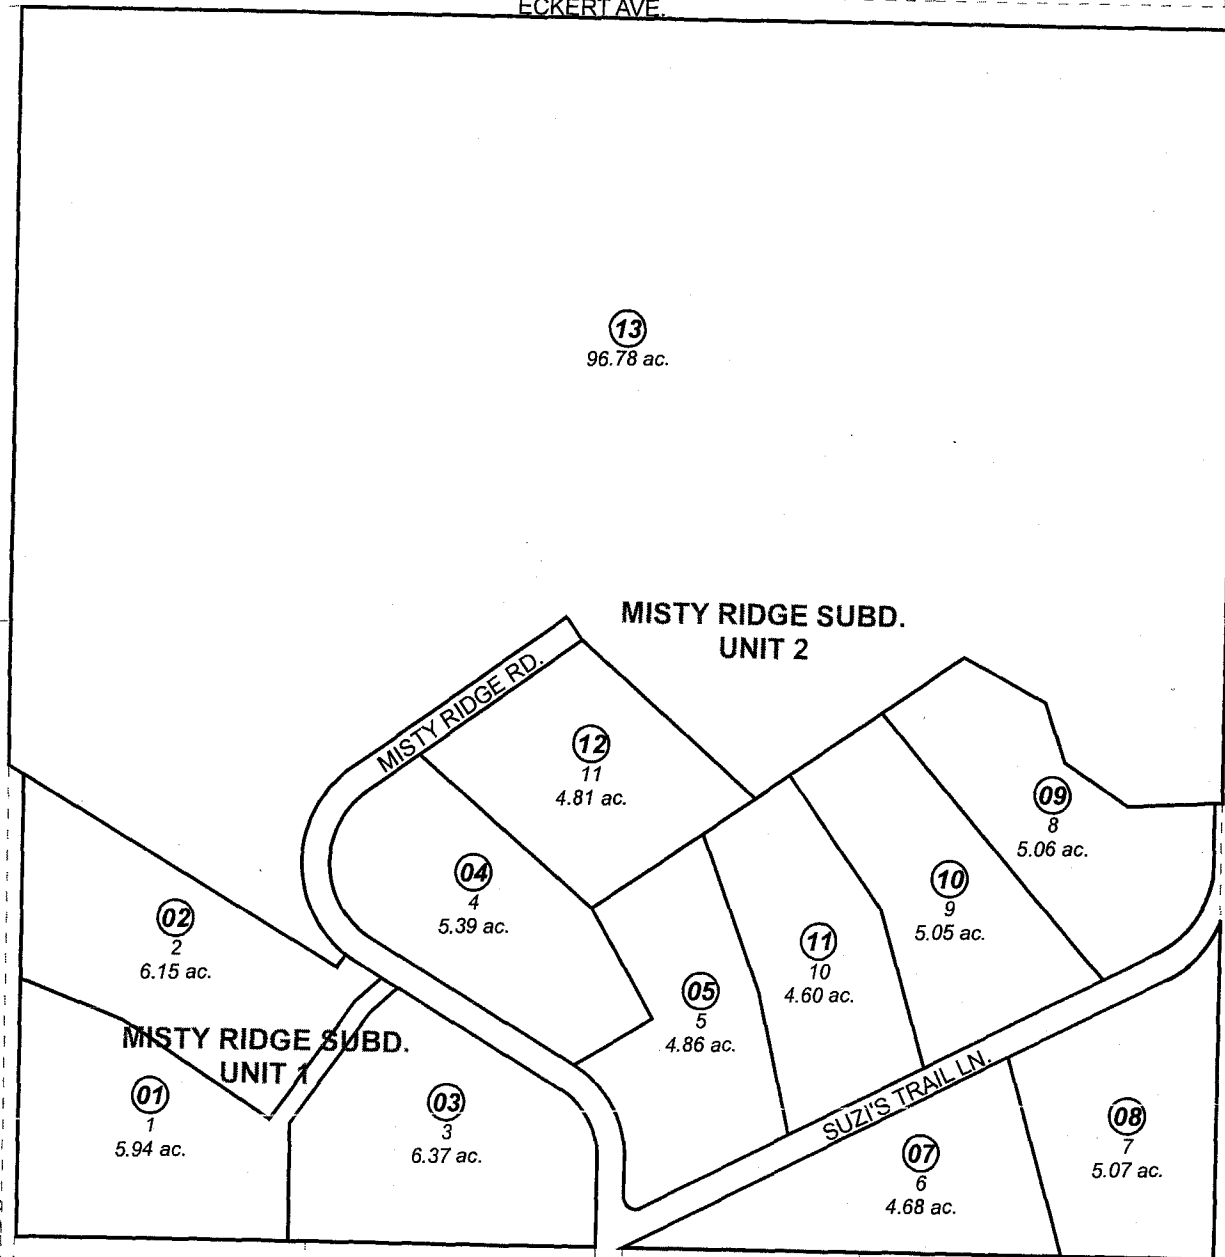 ECKERT AVE.
13
96.78 ac.
MISTY RIDGE SUBD.
UNIT 2
MISTY RIDGE RD.
12
11
4.81 ac.
09
8
5.06 ac.
04
4
5.39 ac.
10
9
5.05 ac.
02
2
6.15 ac.
11
10
4.60 ac.
05
5
4.86 ac.
MISTY RIDGE SUBD.
UNIT 1
01
1
5.94 ac.
03
3
6.37 ac.
SUZI'S TRAIL LN.
07
6
4.68 ac.
08
7
5.07 ac.